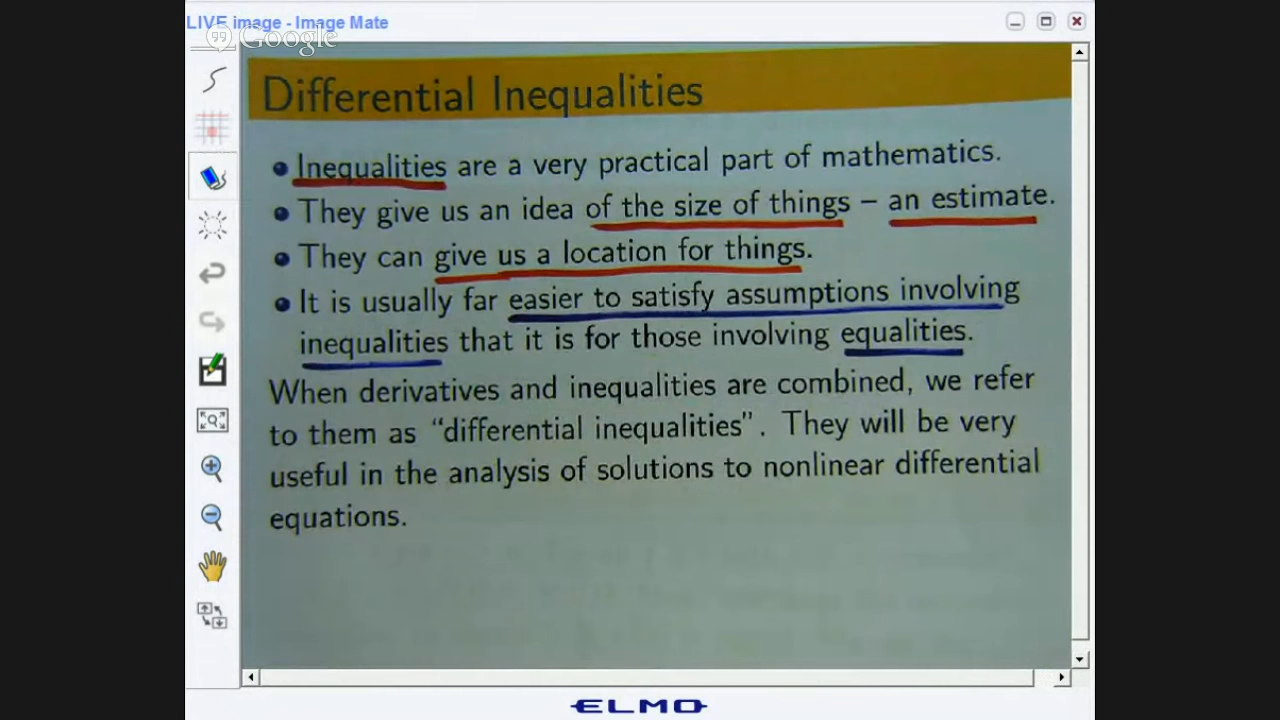 LIVE image - Image Mate
Google
Differential Inequalities
Inequalities are a very practical part of mathematics.
They give us an idea of the size of things – an estimate.
They can give us a location for things.
It is usually far easier to satisfy assumptions involving
inequalities that it is for those involving equalities.
When derivatives and inequalities are combined, we refer
to them as “differential inequalities”. They will be very
useful in the analysis of solutions to nonlinear differential
equations.
ELMO